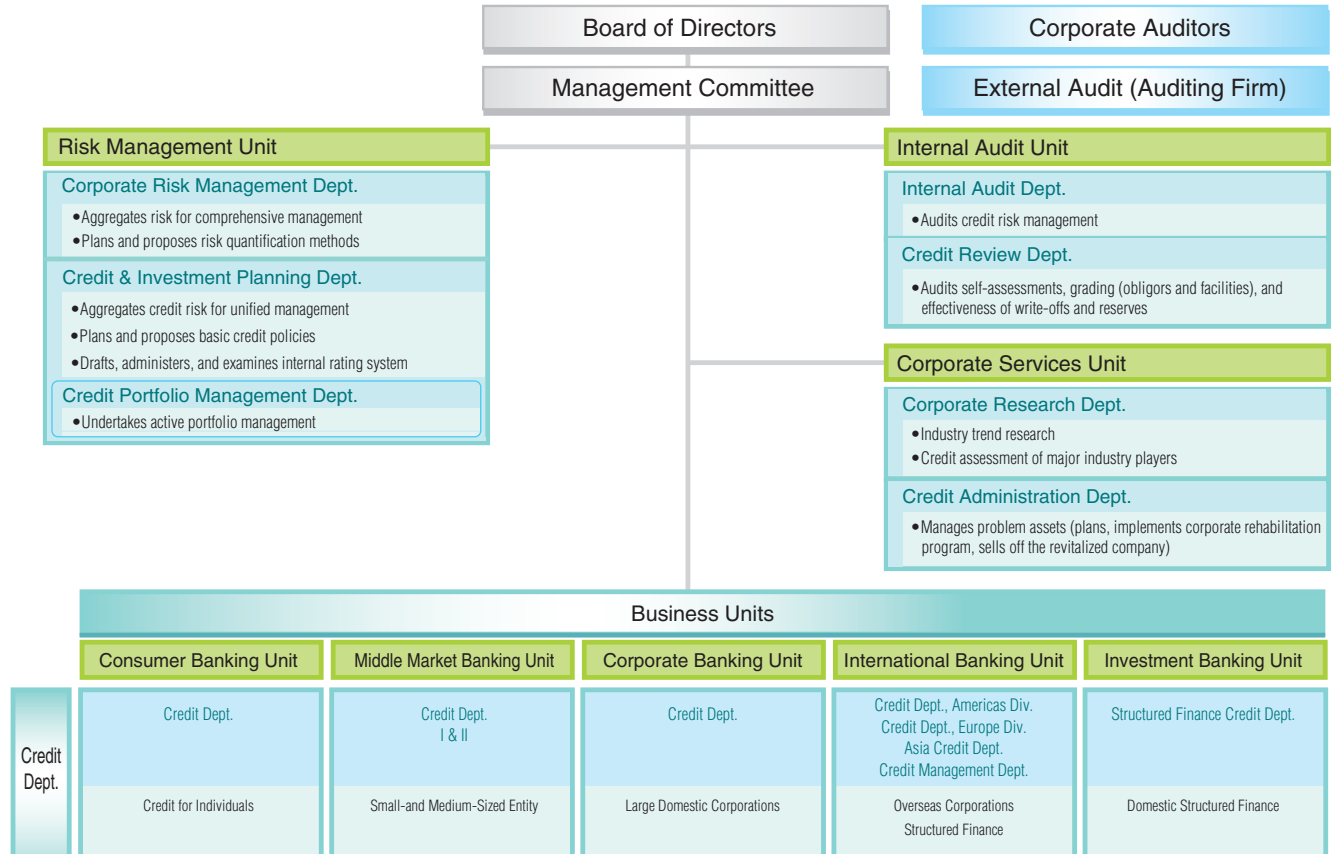 Board of Directors
Corporate Auditors
Management Committee
External Audit (Auditing Firm)
Risk Management Unit
Corporate Risk Management Dept.
•Aggregates risk for comprehensive management
•Plans and proposes risk quantification methods
Credit & Investment Planning Dept.
•Aggregates credit risk for unified management
•Plans and proposes basic credit policies
•Drafts, administers, and examines internal rating system
Credit Portfolio Management Dept.
•Undertakes active portfolio management
Internal Audit Unit
Internal Audit Dept.
•Audits credit risk management
Credit Review Dept.
•Audits self-assessments, grading (obligors and facilities), and
effectiveness of write-offs and reserves
Corporate Services Unit
Corporate Research Dept.
•Industry trend research
•Credit assessment of major industry players
Credit Administration Dept.
•Manages problem assets (plans, implements corporate rehabilitation
program, sells off the revitalized company)
Business Units
Consumer Banking Unit
Middle Market Banking Unit
Corporate Banking Unit
International Banking Unit
Investment Banking Unit
Credit
Dept.
Credit Dept.
Credit Dept.
I & II
Credit Dept.
Credit Dept., Americas Div.
Credit Dept., Europe Div.
Asia Credit Dept.
Credit Management Dept.
Structured Finance Credit Dept.
Credit for Individuals
Small-and Medium-Sized Entity
Large Domestic Corporations
Overseas Corporations
Structured Finance
Domestic Structured Finance